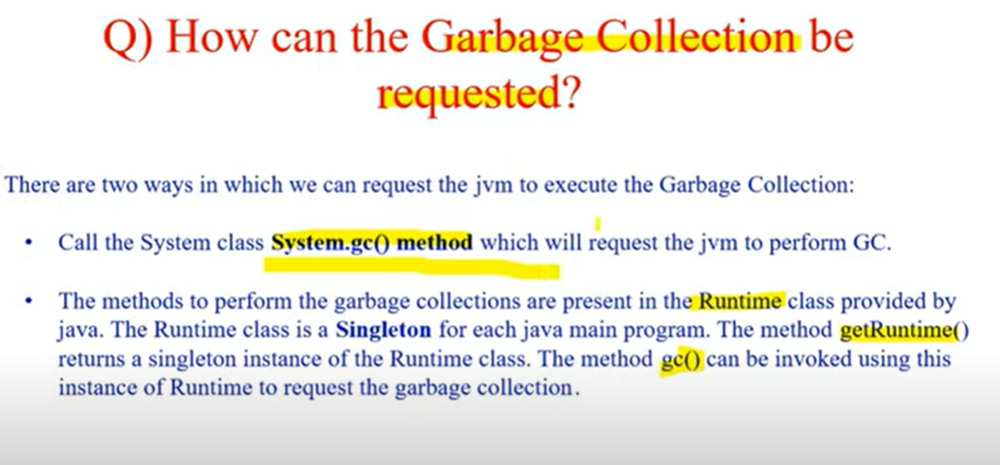 Q) How can the Garbage Collection be
requested?
There are two ways in which we can request the jvm to execute the Garbage Collection:
• Call the System class System.gc() method which will request the jvm to perform GC.
• The methods to perform the garbage collections are present in the Runtime class provided by
java. The Runtime class is a Singleton for each java main program. The method getRuntime()
returns a singleton instance of the Runtime class. The method gc() can be invoked using this
instance of Runtime to request the garbage collection.